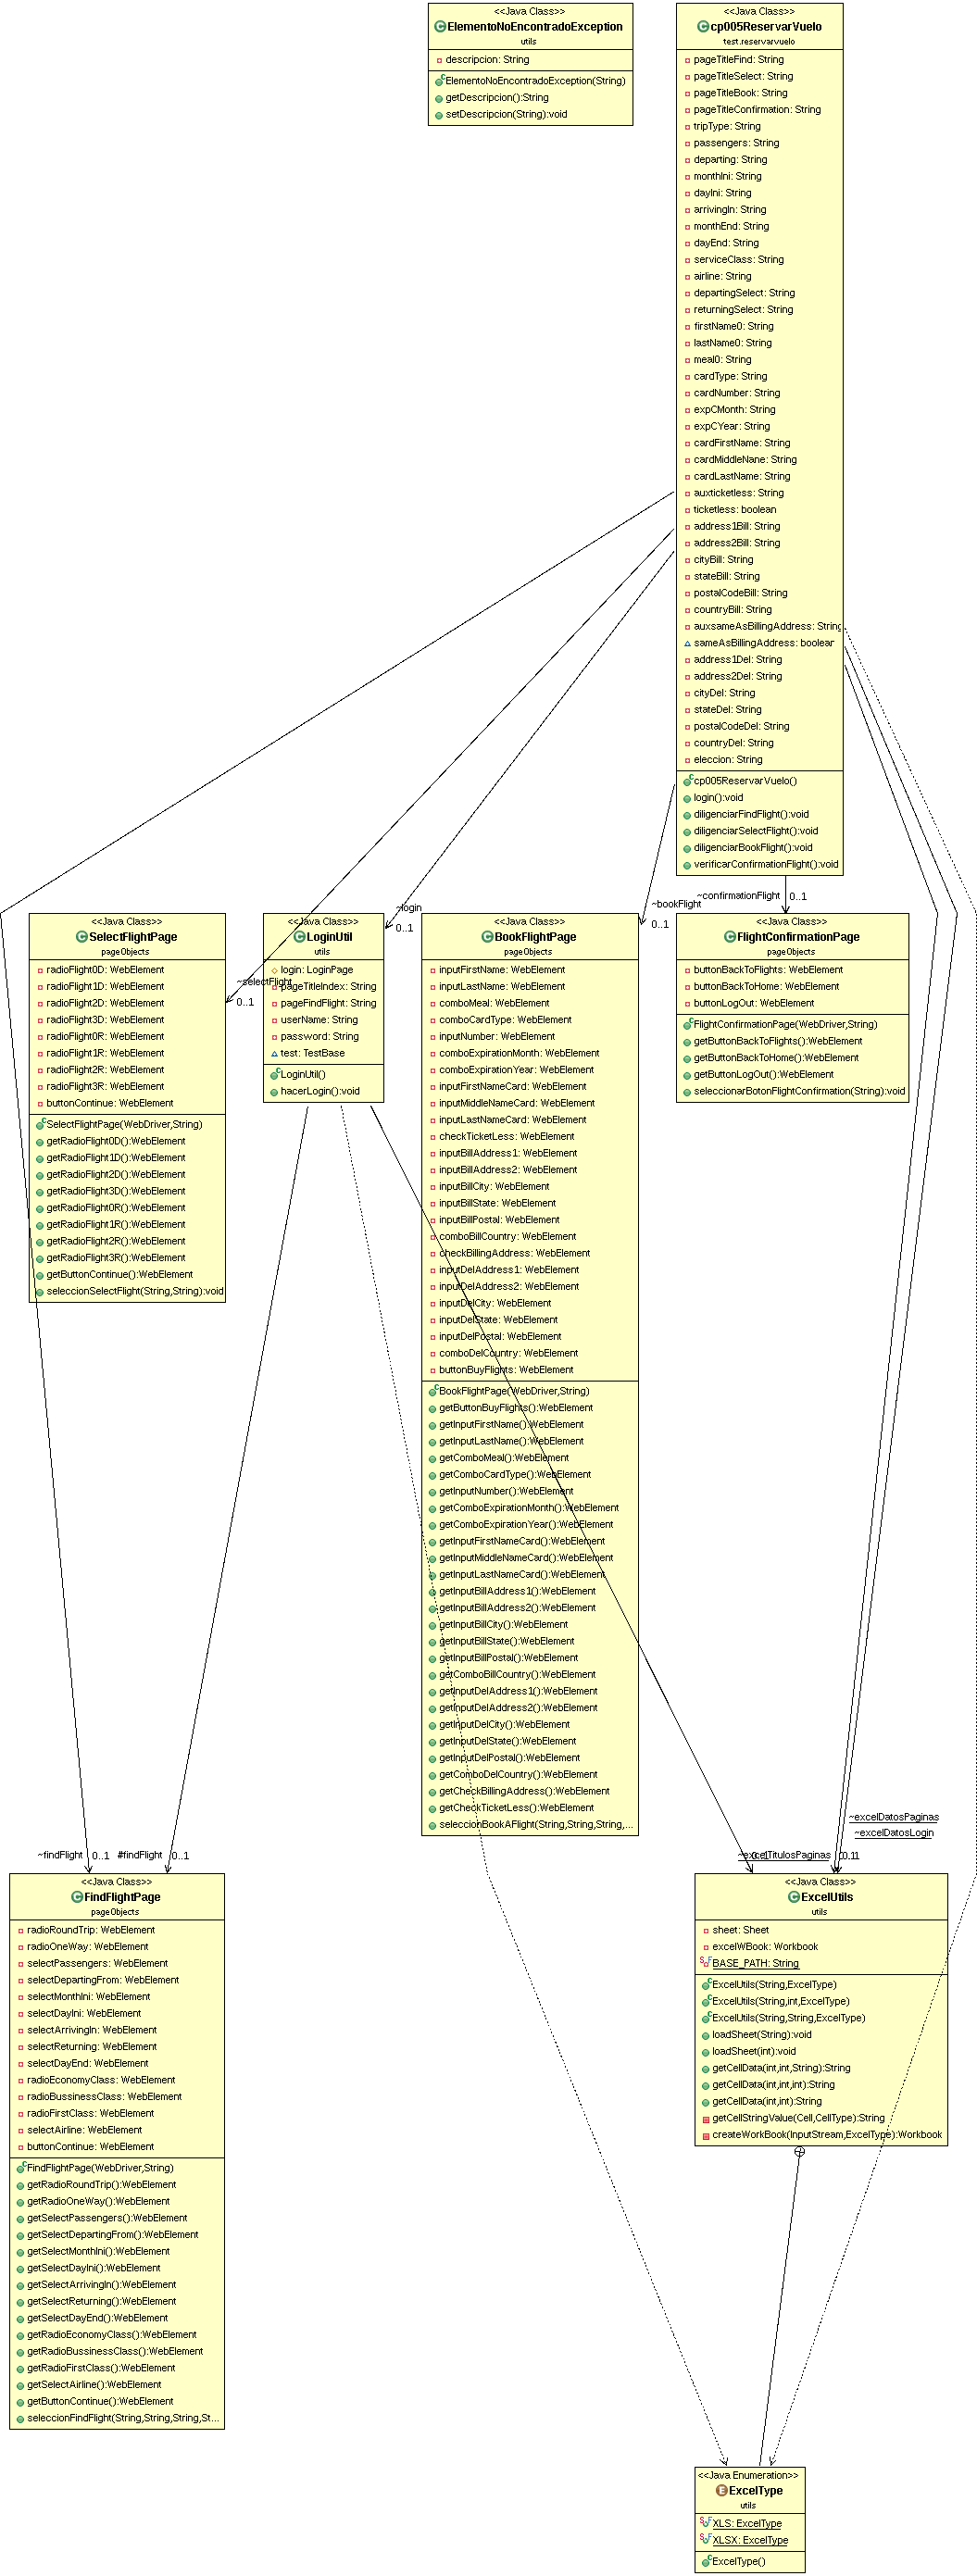 <<Java Class>>
ElementoNoEncontradoException
utils
descripcion: String
ElementoNoEncontradoException(String)
getDescripcion():String
setDescripcion(String):void
<<Java Class>>
cp005ReservarVuelo
test.reservarvuelo
pageTitleFind: String
pageTitleSelect: String
pageTitleBook: String
pageTitleConfirmation: String
tripType: String
passengers: String
departing: String
monthIni: String
dayIni: String
arrivingIn: String
monthEnd: String
dayEnd: String
serviceClass: String
airline: String
departingSelect: String
returningSelect: String
firstName0: String
lastName0: String
meal0: String
cardType: String
cardNumber: String
expCMonth: String
expCYear: String
cardFirstName: String
cardMiddleNane: String
cardLastName: String
auxticketless: String
ticketless: boolean
address1Bill: String
address2Bill: String
cityBill: String
stateBill: String
postalCodeBill: String
countryBill: String
auxsameAsBillingAddress: String
sameAsBillingAddress: boolean
address1Del: String
address2Del: String
cityDel: String
stateDel: String
postalCodeDel: String
countryDel: String
eleccion: String
cp005ReservarVuelo()
login():void
diligenciarFindFlight():void
diligenciarSelectFlight():void
diligenciarBookFlight():void
verificarConfirmationFlight():void
~confirmationFlight 0..1
~bookFlight
0..1
~login
0..1
~selectFlight
0..1
<<Java Class>>
SelectFlightPage
pageObjects
radioFlight0D: WebElement
radioFlight1D: WebElement
radioFlight2D: WebElement
radioFlight3D: WebElement
radioFlight0R: WebElement
radioFlight1R: WebElement
radioFlight2R: WebElement
radioFlight3R: WebElement
buttonContinue: WebElement
SelectFlightPage(WebDriver,String)
getRadioFlight0D():WebElement
getRadioFlight1D():WebElement
getRadioFlight2D():WebElement
getRadioFlight3D():WebElement
getRadioFlight0R():WebElement
getRadioFlight1R():WebElement
getRadioFlight2R():WebElement
getRadioFlight3R():WebElement
getButtonContinue():WebElement
seleccionSelectFlight(String,String):void
<<Java Class>>
LoginUtil
utils
login: LoginPage
pageTitleIndex: String
pageFindFlight: String
userName: String
password: String
test: TestBase
LoginUtil()
hacerLogin():void
<<Java Class>>
BookFlightPage
pageObjects
inputFirstName: WebElement
inputLastName: WebElement
comboMeal: WebElement
comboCardType: WebElement
inputNumber: WebElement
comboExpirationMonth: WebElement
comboExpirationYear: WebElement
inputFirstNameCard: WebElement
inputMiddleNameCard: WebElement
inputLastNameCard: WebElement
checkTicketLess: WebElement
inputBillAddress1: WebElement
inputBillAddress2: WebElement
inputBillCity: WebElement
inputBillState: WebElement
inputBillPostal: WebElement
comboBillCountry: WebElement
checkBillingAddress: WebElement
inputDelAddress1: WebElement
inputDelAddress2: WebElement
inputDelCity: WebElement
inputDelState: WebElement
inputDelPostal: WebElement
comboDelCountry: WebElement
buttonBuyFlights: WebElement
BookFlightPage(WebDriver,String)
getButtonBuyFlights():WebElement
getInputFirstName():WebElement
getInputLastName():WebElement
getComboMeal():WebElement
getComboCardType():WebElement
getInputNumber():WebElement
getComboExpirationMonth():WebElement
getComboExpirationYear():WebElement
getInputFirstNameCard():WebElement
getInputMiddleNameCard():WebElement
getInputLastNameCard():WebElement
getInputBillAddress1():WebElement
getInputBillAddress2():WebElement
getInputBillCity():WebElement
getInputBillState():WebElement
getInputBillPostal():WebElement
getComboBillCountry():WebElement
getInputDelAddress1():WebElement
getInputDelAddress2():WebElement
getInputDelCity():WebElement
getInputDelState():WebElement
getInputDelPostal():WebElement
getComboDelCountry():WebElement
getCheckBillingAddress():WebElement
getCheckTicketLess():WebElement
seleccionBookAFlight(String,String,String,...
<<Java Class>>
FlightConfirmationPage
pageObjects
buttonBackToFlights: WebElement
buttonBackToHome: WebElement
buttonLogOut: WebElement
FlightConfirmationPage(WebDriver,String)
getButtonBackToFlights():WebElement
getButtonBackToHome():WebElement
getButtonLogOut():WebElement
seleccionarBotonFlightConfirmation(String):void
~findFlight 0..1 #findFlight 0..1
~excelDatosPaginas
~excelDatosLogin
~excelTitulosPaginas 0..1
<<Java Class>>
FindFlightPage
pageObjects
radioRoundTrip: WebElement
radioOneWay: WebElement
selectPassengers: WebElement
selectDepartingFrom: WebElement
selectMonthIni: WebElement
selectDayIni: WebElement
selectArrivingIn: WebElement
selectReturning: WebElement
selectDayEnd: WebElement
radioEconomyClass: WebElement
radioBussinessClass: WebElement
radioFirstClass: WebElement
selectAirline: WebElement
buttonContinue: WebElement
FindFlightPage(WebDriver,String)
getRadioRoundTrip():WebElement
getRadioOneWay():WebElement
getSelectPassengers():WebElement
getSelectDepartingFrom():WebElement
getSelectMonthIni():WebElement
getSelectDayIni():WebElement
getSelectArrivingIn():WebElement
getSelectReturning():WebElement
getSelectDayEnd():WebElement
getRadioEconomyClass():WebElement
getRadioBussinessClass():WebElement
getRadioFirstClass():WebElement
getSelectAirline():WebElement
getButtonContinue():WebElement
seleccionFindFlight(String,String,String,St...
<<Java Class>>
ExcelUtils
utils
sheet: Sheet
excelWBook: Workbook
BASE_PATH: String
ExcelUtils(String,ExcelType)
ExcelUtils(String,int,ExcelType)
ExcelUtils(String,String,ExcelType)
loadSheet(String):void
loadSheet(int):void
getCellData(int,int,String):String
getCellData(int,int,int):String
getCellData(int,int):String
getCellStringValue(Cell,CellType):String
createWorkBook(InputStream,ExcelType):Workbook
<<Java Enumeration>>
ExcelType
utils
XLS: ExcelType
XLSX: ExcelType
ExcelType()